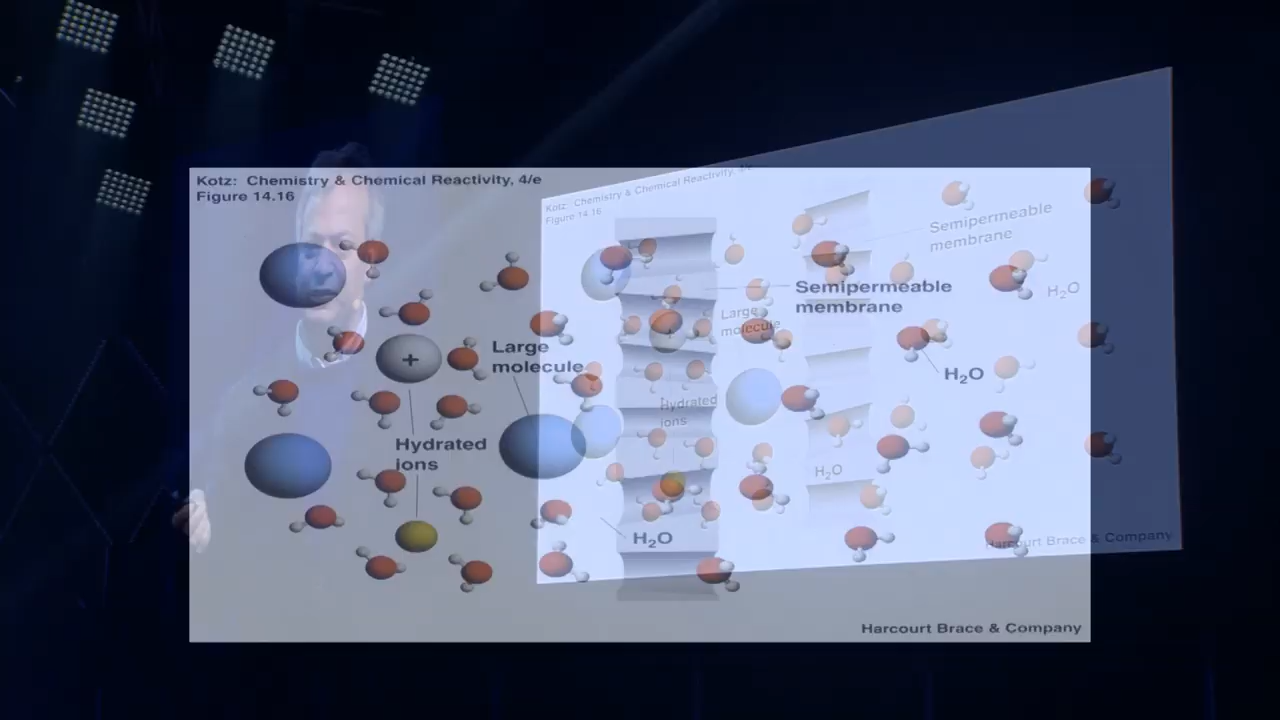 Kotz: Chemistry & Chemical Reactivity, 4/e
Figure 14.16
Semipermeable
membrane
Large
molecule
H₂O
Hydrated
ions
H₂O
Harcourt Brace & Company
Kotz: Chemistry & Chemical Reactivity,
Figure 14.16
Semipermeable
membrane
H₂O
Large
molecule
Hydrated
ions
H₂O
Harcourt Brace & Company
+